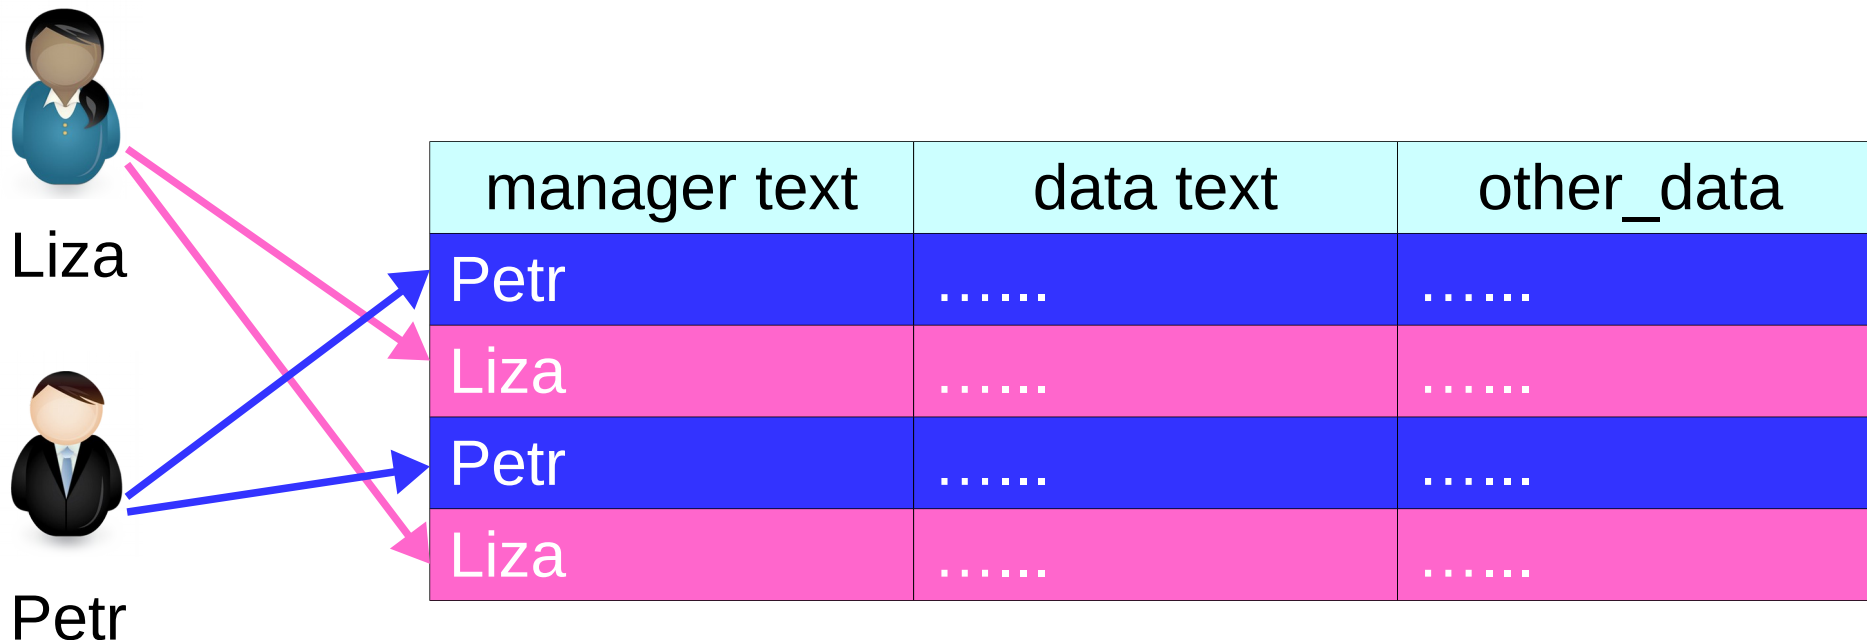 Liza
Petr
manager text data text other_data
Petr ...... ......
Liza ...... ......
Petr ...... ......
Liza ...... ......